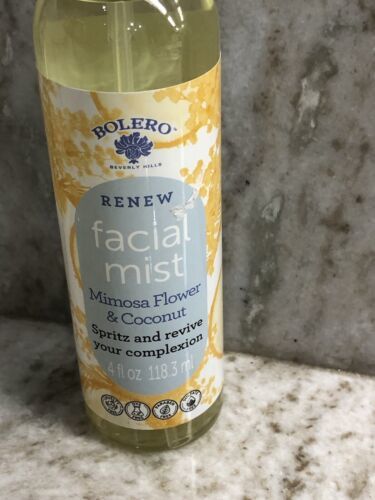 BOLERO™
BEVERLY HILLS
RENEW
facial
mist
Mimosa Flower
& Coconut
Spritz and revive
your complexion
4 fl oz 118.3 ml